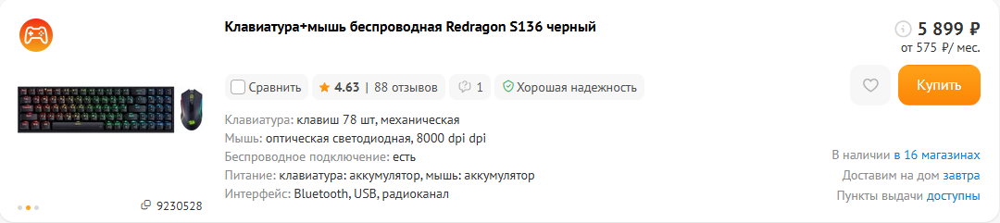 Клавиатура+мышь беспроводная Redragon S136 черный
5 899 ₽
от 575 ₽/ мес.
Сравнить
4.63 | 88 отзывов
1
Хорошая надежность
Купить
Клавиатура: клавиш 78 шт, механическая
Мышь: оптическая светодиодная, 8000 dpi dpi
Беспроводное подключение: есть
Питание: клавиатура: аккумулятор, мышь: аккумулятор
Интерфейс: Bluetooth, USB, радиоканал
В наличии в 16 магазинах
Доставим на дом завтра
Пункты выдачи доступны
9230528